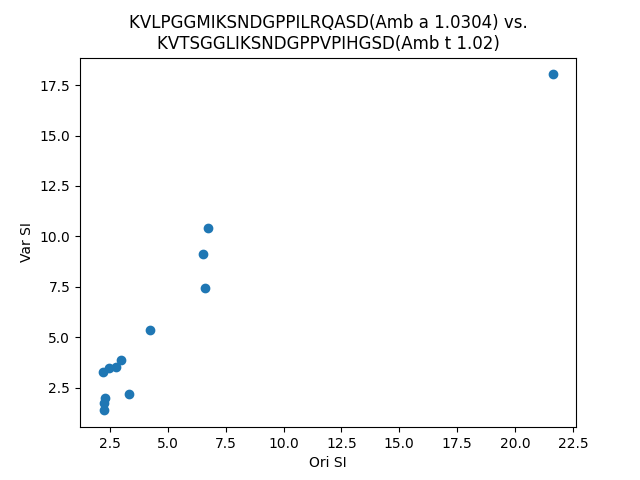 KVLPGGMIKSNDGPPILRQASD(Amb a 1.0304) vs.
KVTSGGLIKSNDGPPVPIHGSD(Amb t 1.02)
17.5
15.0
12.5
10.0
7.5
5.0
2.5
Var SI
2.5 5.0 7.5 10.0 12.5 15.0 17.5 20.0 22.5
Ori SI